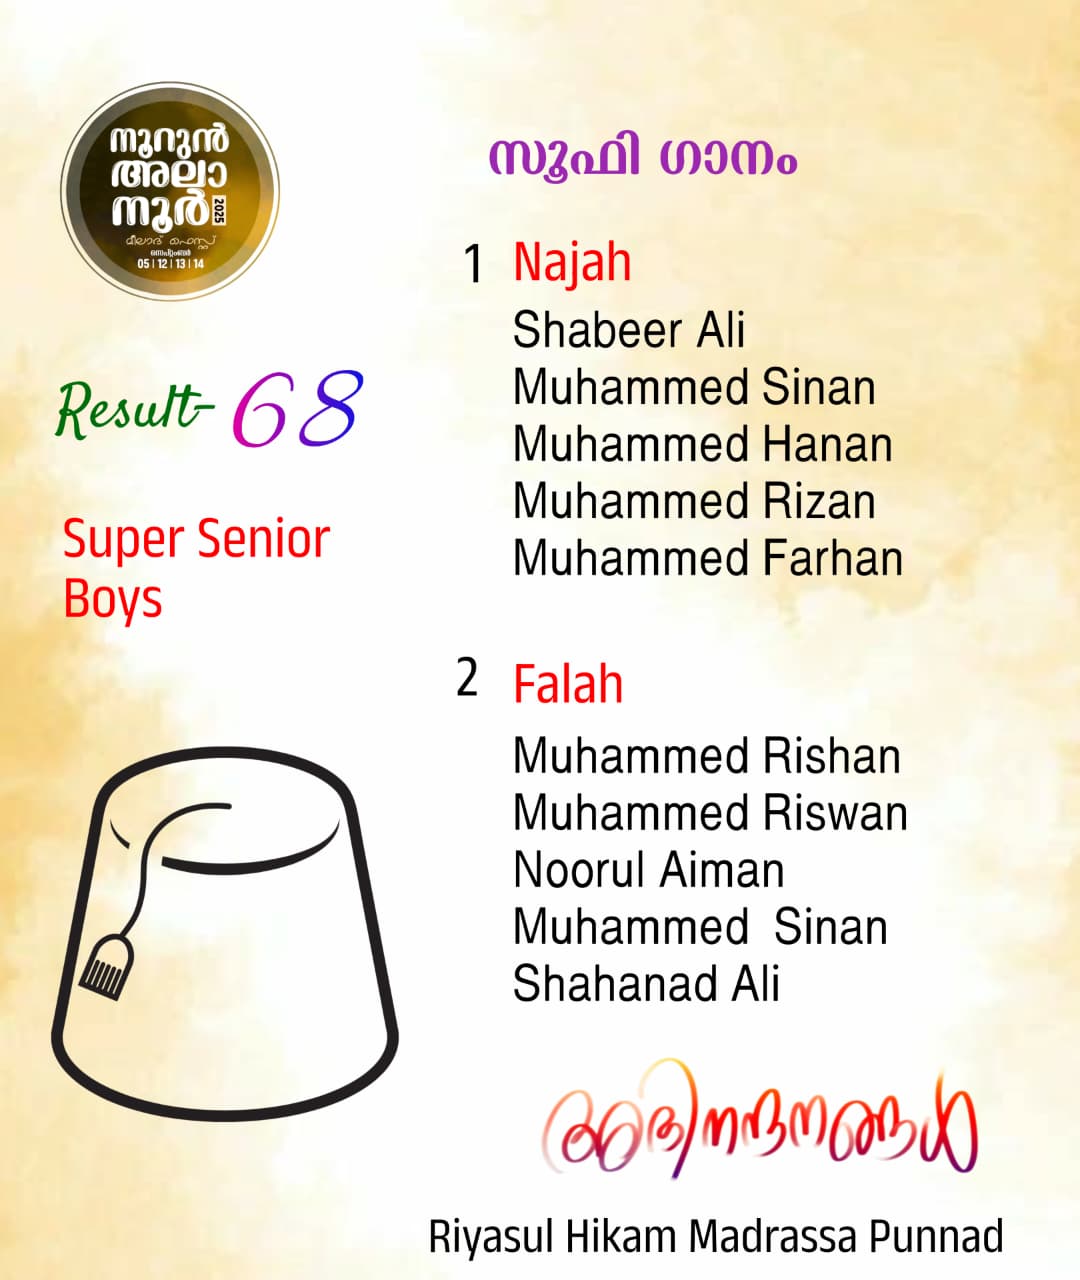 നൂറുൻ
അലാ
നൂർ 2025
മീലാദ് ഫെസ്റ്റ്
സെപ്റ്റംബർ
05 | 12 | 13 | 14
സൂഫി ഗാനം
Result- 68
Super Senior
Boys
1 Najah
Shabeer Ali
Muhammed Sinan
Muhammed Hanan
Muhammed Rizan
Muhammed Farhan
2 Falah
Muhammed Rishan
Muhammed Riswan
Noorul Aiman
Muhammed Sinan
Shahanad Ali
അഭിനന്ദനങ്ങൾ
Riyasul Hikam Madrassa Punnad